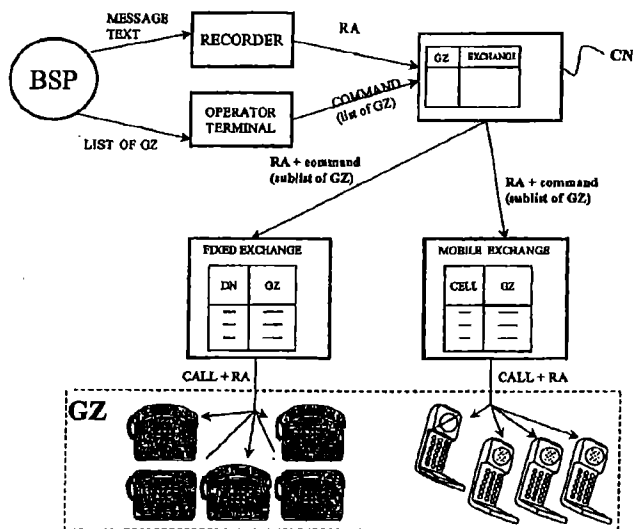 MESSAGE
TEXT
RECORDER
RA
BSP
GZ EXCHANGE
CN
OPERATOR
TERMINAL
COMMAND
(list of GZ)
LIST OF GZ
RA + command
(sublist of GZ)
RA + command
(sublist of GZ)
FIXED EXCHANGE
DN GZ
MOBILE EXCHANGE
CELL GZ
CALL + RA
CALL + RA
GZ